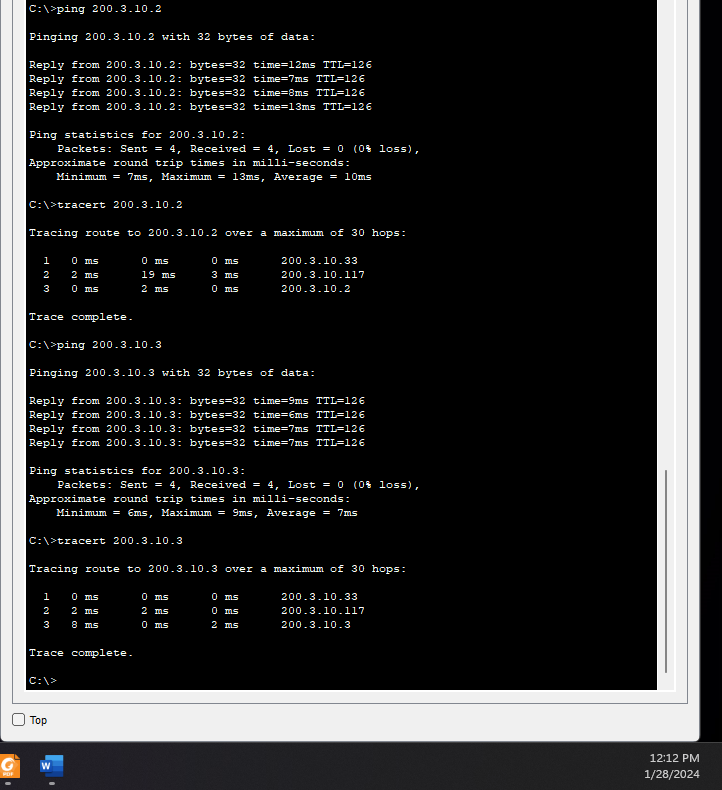 C:\>ping 200.3.10.2
Pinging 200.3.10.2 with 32 bytes of data:
Reply from 200.3.10.2: bytes=32 time=12ms TTL=126
Reply from 200.3.10.2: bytes=32 time=7ms TTL=126
Reply from 200.3.10.2: bytes=32 time=8ms TTL=126
Reply from 200.3.10.2: bytes=32 time=13ms TTL=126
Ping statistics for 200.3.10.2:
Packets: Sent = 4, Received = 4, Lost = 0 (0% loss),
Approximate round trip times in milli-seconds:
Minimum = 7ms, Maximum = 13ms, Average = 10ms
C:\>tracert 200.3.10.2
Tracing route to 200.3.10.2 over a maximum of 30 hops:
1 0 ms 0 ms 0 ms 200.3.10.33
2 2 ms 19 ms 3 ms 200.3.10.117
3 0 ms 2 ms 0 ms 200.3.10.2
Trace complete.
C:\>ping 200.3.10.3
Pinging 200.3.10.3 with 32 bytes of data:
Reply from 200.3.10.3: bytes=32 time=9ms TTL=126
Reply from 200.3.10.3: bytes=32 time=6ms TTL=126
Reply from 200.3.10.3: bytes=32 time=7ms TTL=126
Reply from 200.3.10.3: bytes=32 time=7ms TTL=126
Ping statistics for 200.3.10.3:
Packets: Sent = 4, Received = 4, Lost = 0 (0% loss),
Approximate round trip times in milli-seconds:
Minimum = 6ms, Maximum = 9ms, Average = 7ms
C:\>tracert 200.3.10.3
Tracing route to 200.3.10.3 over a maximum of 30 hops:
1 0 ms 0 ms 0 ms 200.3.10.33
2 2 ms 2 ms 0 ms 200.3.10.117
3 8 ms 0 ms 2 ms 200.3.10.3
Trace complete.
C:\>
Top
PDF
W
12:12 PM
1/28/2024